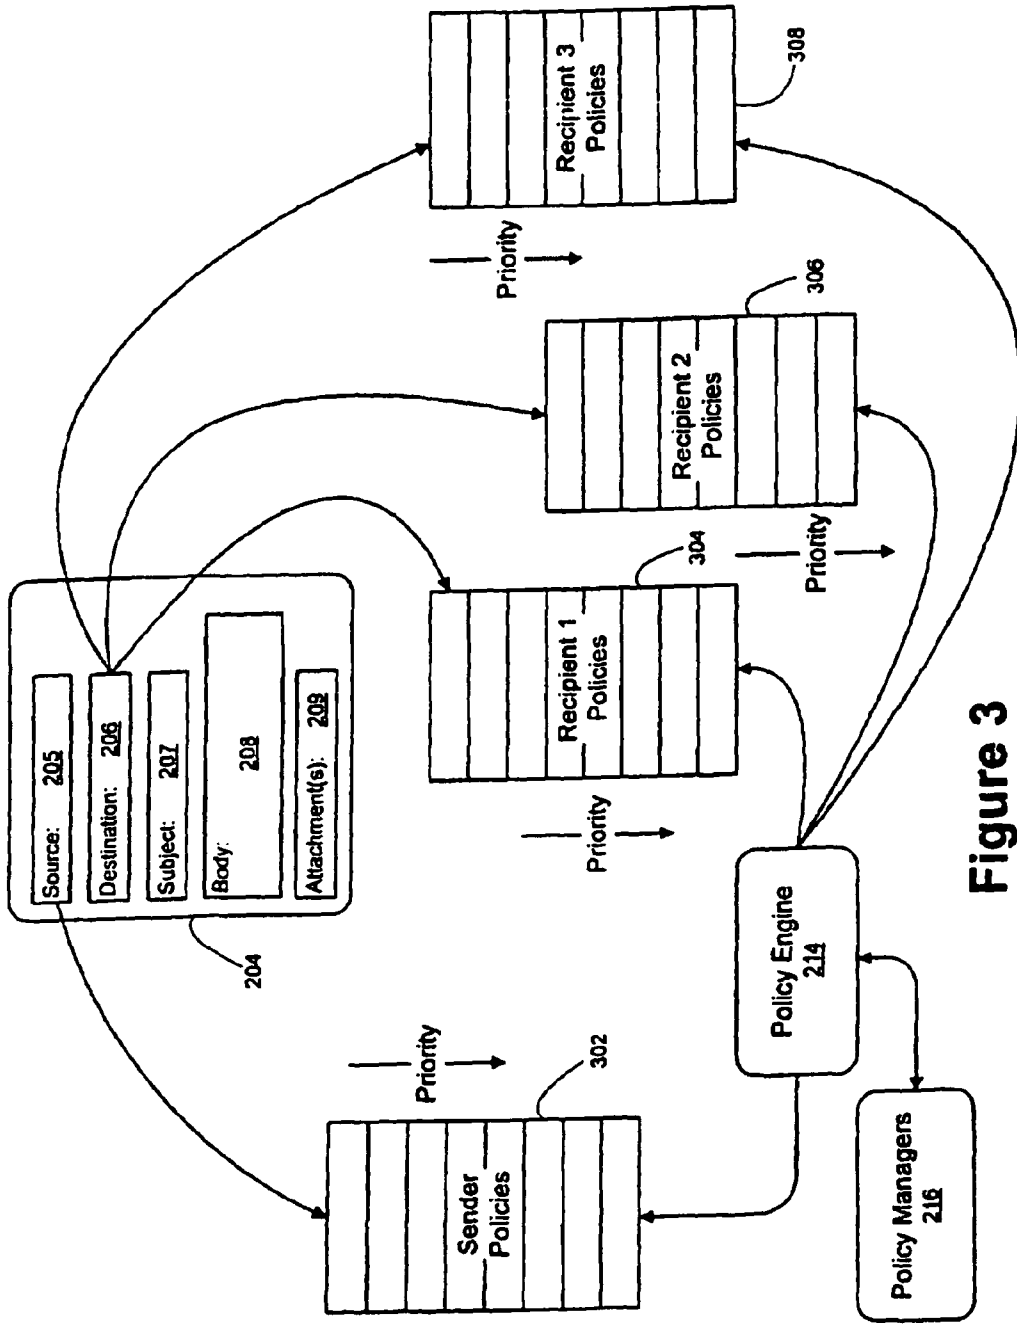 Source: 205
Destination: 206
Subject: 207
Body:
208
Attachment(s): 209
204
Priority
302
Sender
Policies
Priority
304
Recipient 1
Policies
Priority
306
Recipient 2
Policies
Priority
308
Recipient 3
Policies
Policy Engine
214
Policy Managers
216
Figure 3